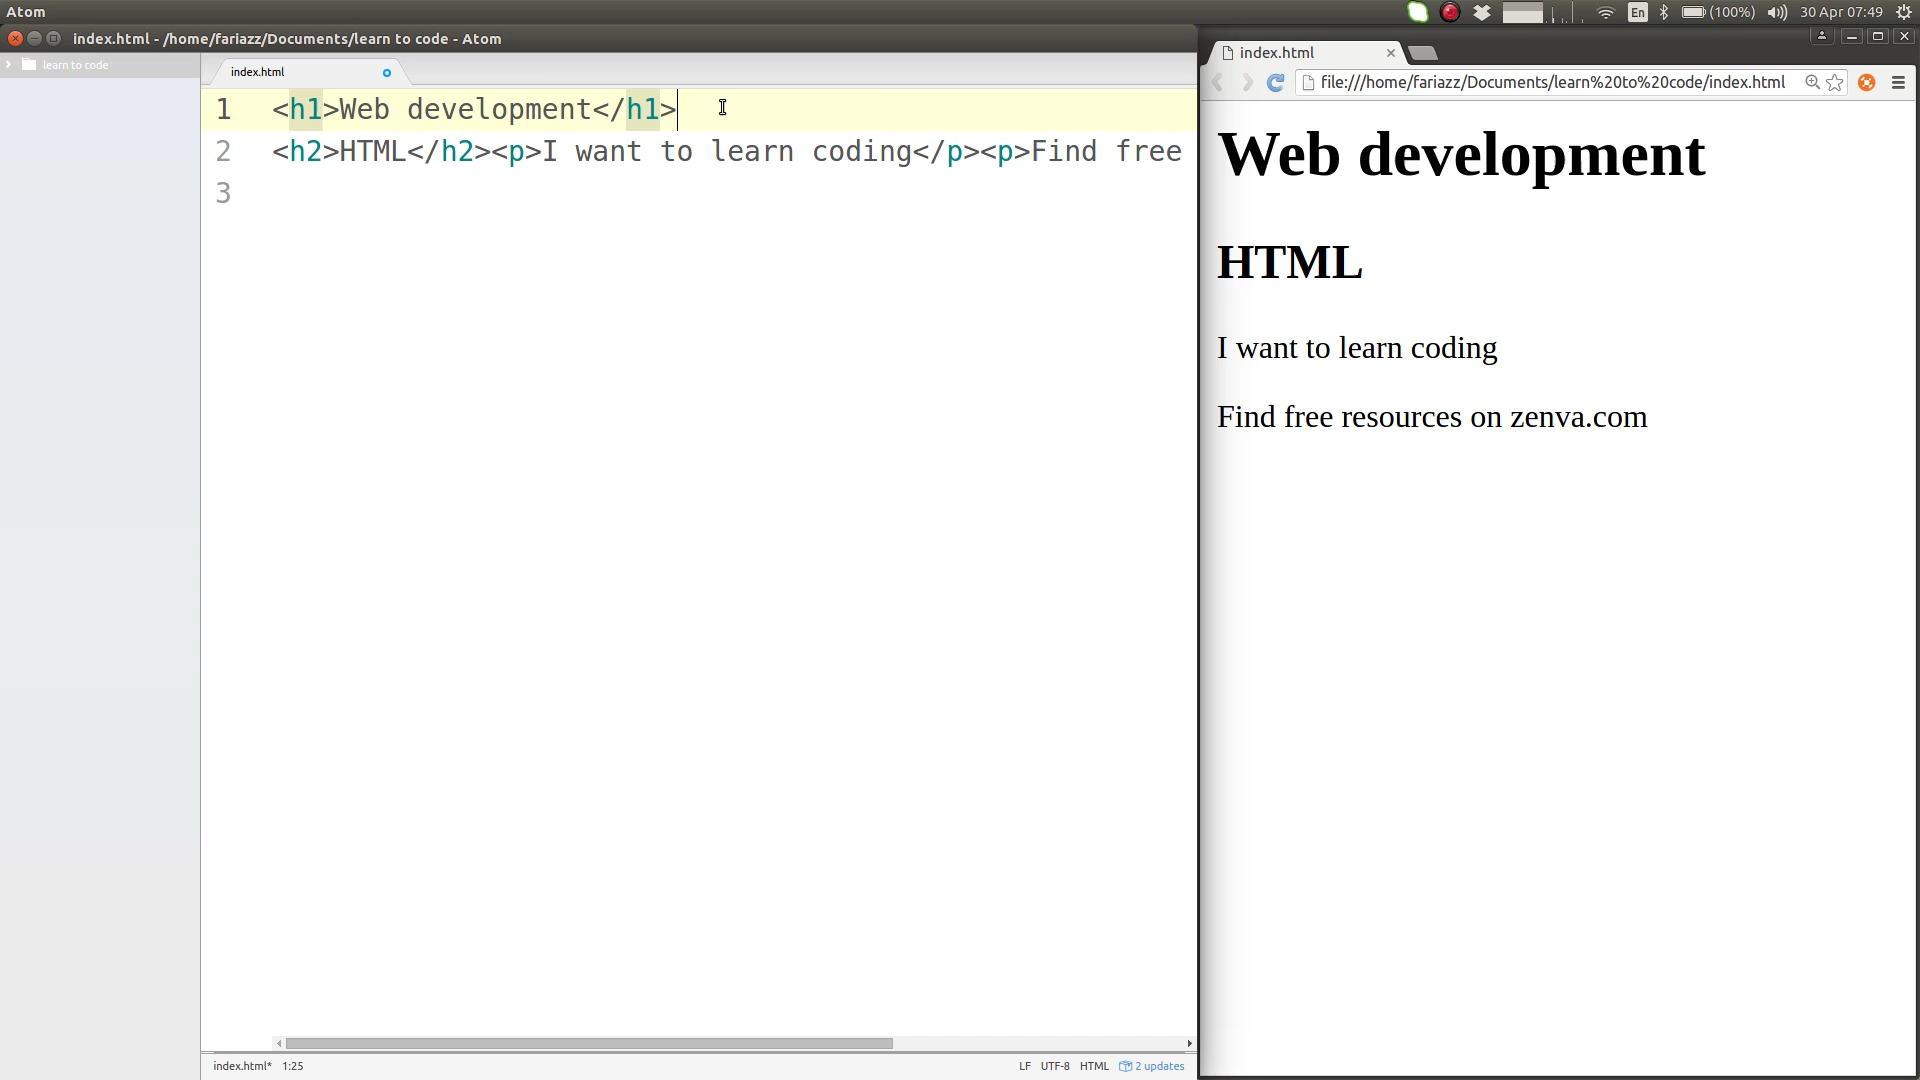 Atom
En
(100%)
30 Apr 07:49
index.html - /home/fariazz/Documents/learn to code - Atom
learn to code
index.html
1 <h1>Web development</h1>
2 <h2>HTML</h2><p>I want to learn coding</p><p>Find free
3
index.html* 1:25
LF UTF-8 HTML 2 updates
index.html
file:///home/fariazz/Documents/learn%20to%20code/index.html
Web development
HTML
I want to learn coding
Find free resources on zenva.com